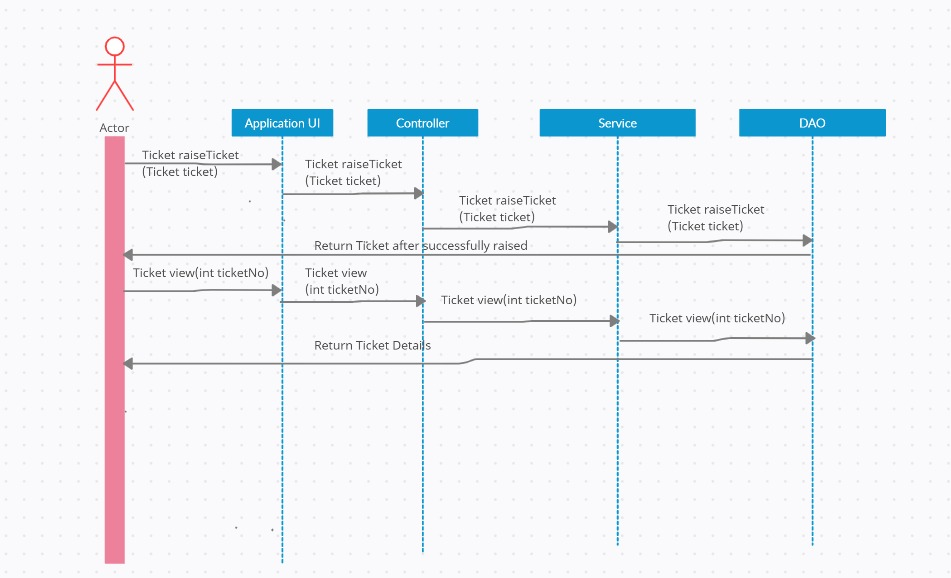 Actor
Application UI
Controller
Service
DAO
Ticket raiseTicket
(Ticket ticket)
Ticket raiseTicket
(Ticket ticket)
Ticket raiseTicket
(Ticket ticket)
Ticket raiseTicket
(Ticket ticket)
Return Ticket after successfully raised
Ticket view(int ticketNo)
Ticket view
(int ticketNo)
Ticket view(int ticketNo)
Ticket view(int ticketNo)
Return Ticket Details